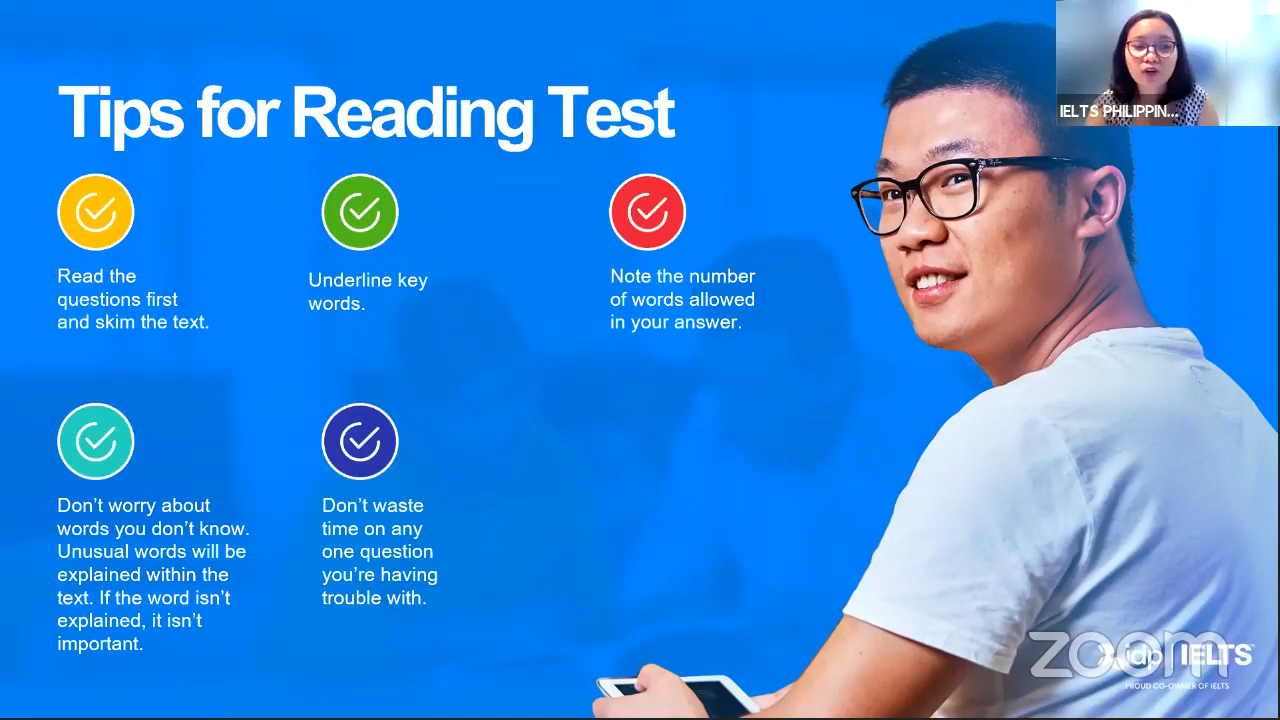 Tips for Reading Test
IELTS PHILIPPIN...
Read the
questions first
and skim the text.
Underline key
words.
Note the number
of words allowed
in your answer.
Don't worry about
words you don't know.
Unusual words will be
explained within the
text. If the word isn't
explained, it isn't
important.
Don't waste
time on any
one question
you're having
trouble with.
zoom
idp IELTS
PROUD CO-OWNER OF IELTS